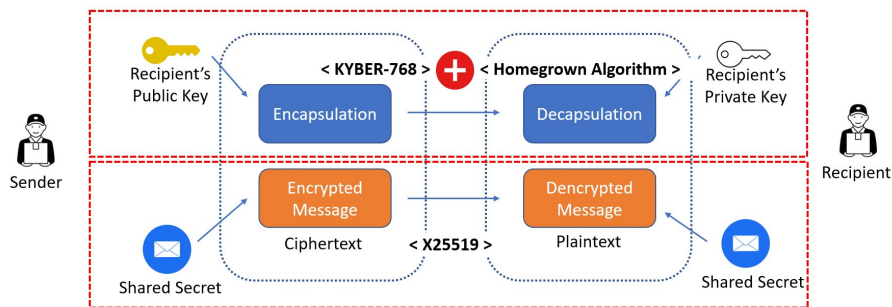 Recipient's
Public Key
< KYBER-768 >
< Homegrown Algorithm >
Recipient's
Private Key
Encapsulation
Decapsulation
Sender
Recipient
Encrypted
Message
Dencrypted
Message
Ciphertext
< X25519 >
Plaintext
Shared Secret
Shared Secret